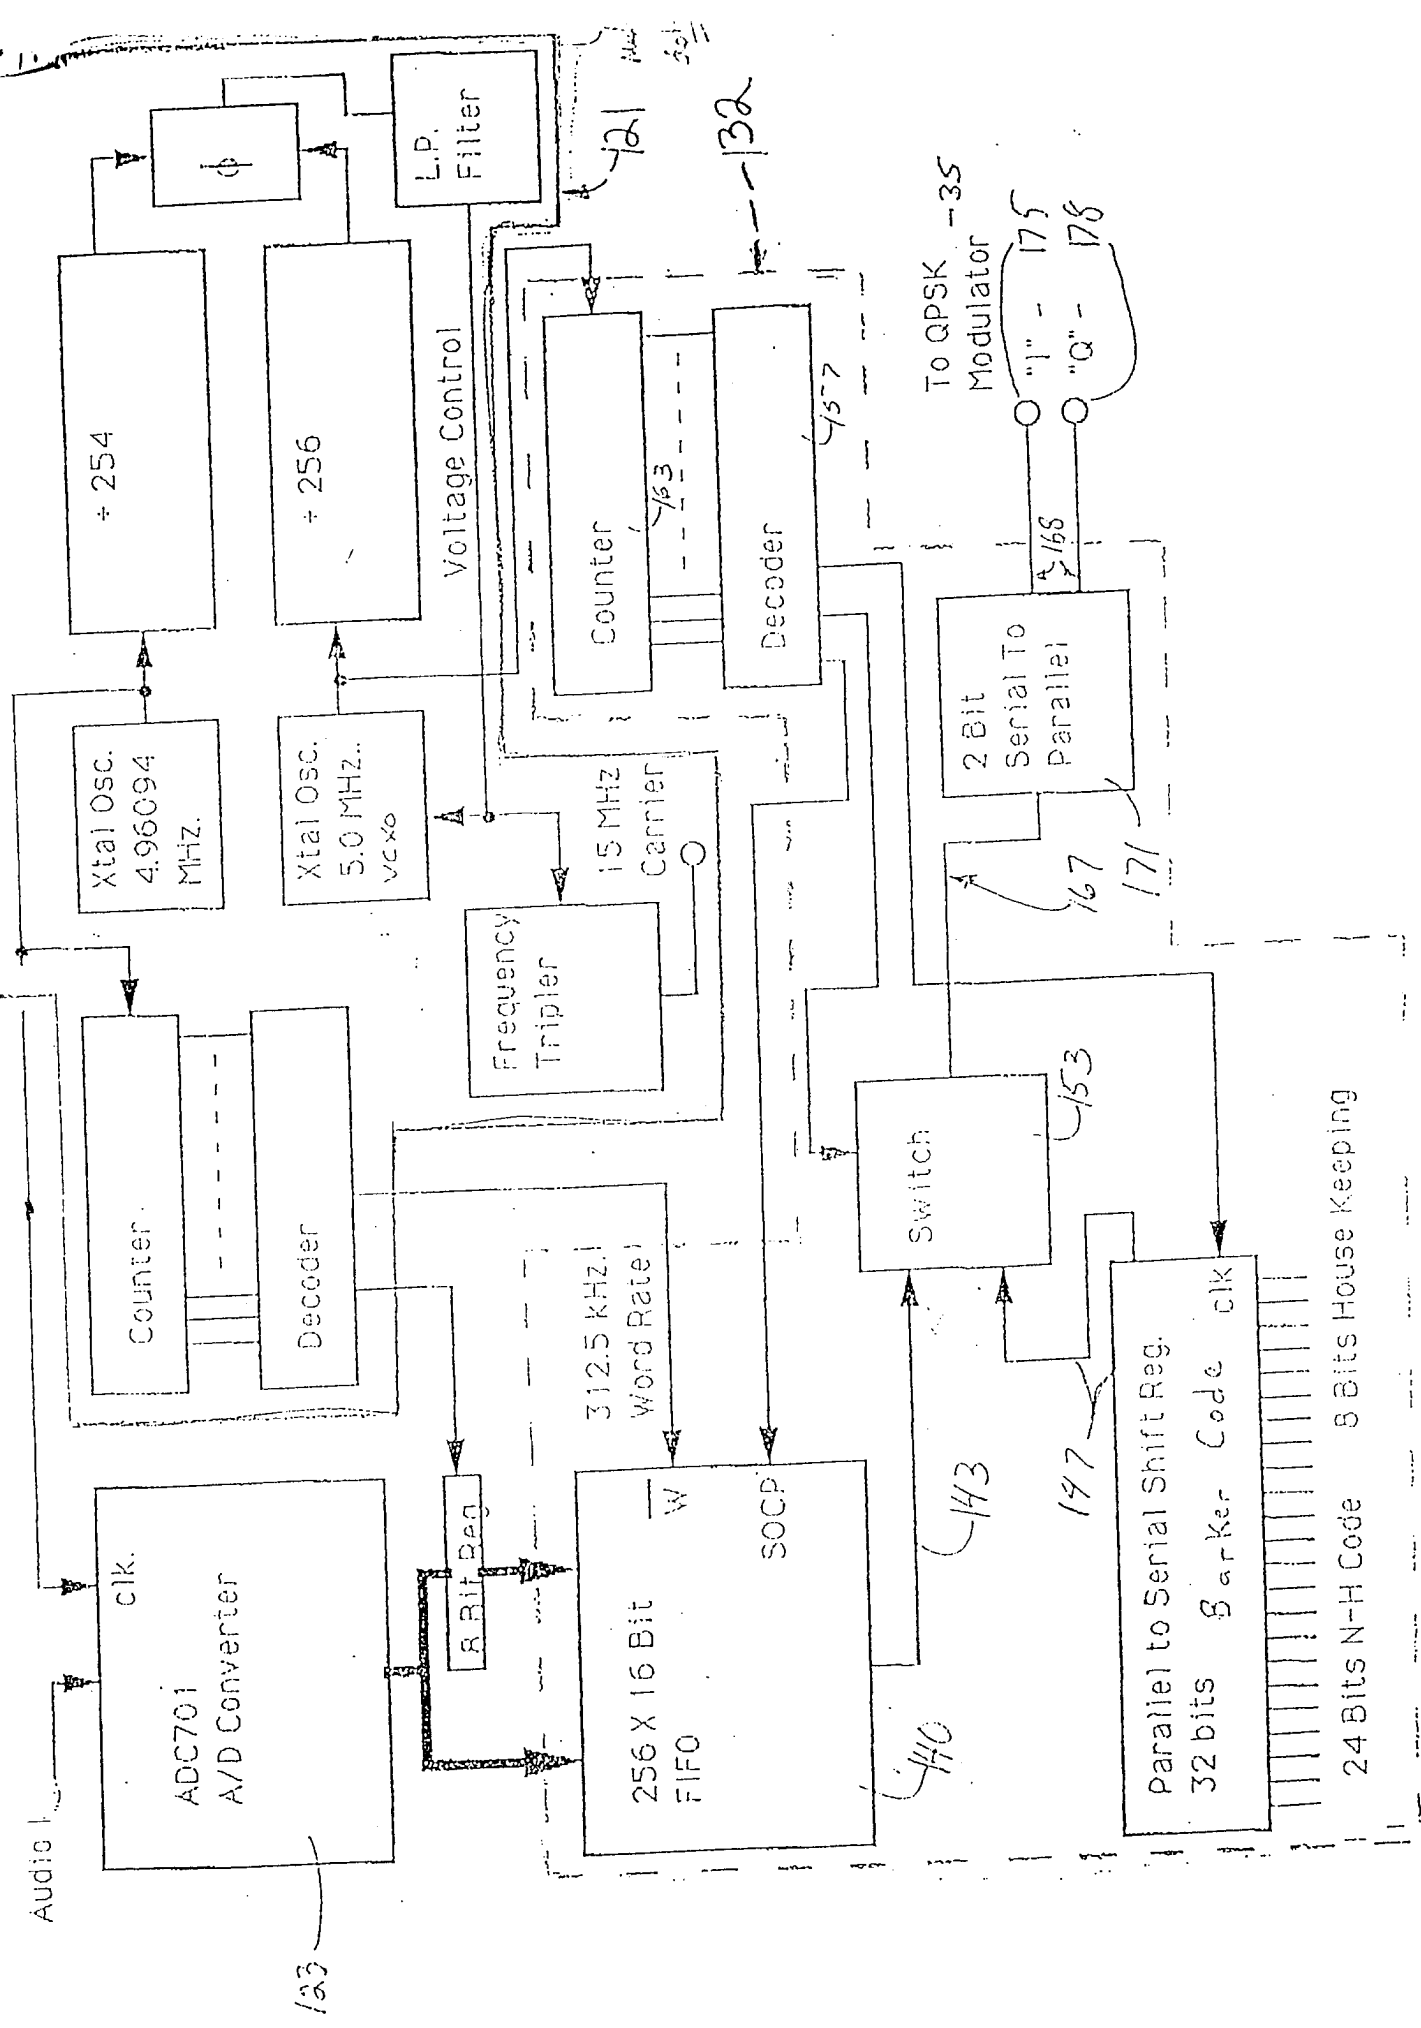 Audio
123
ADC701
A/D Converter
clk.
Counter
Decoder
Xtal Osc.
4.96094
MHz.
÷ 254
ϕ
Xtal Osc.
5.0 MHz.
VCXO
÷ 256
L.P.
Filter
Voltage Control
121
132
Frequency
Tripler
15 MHz
Carrier
Counter
163
Decoder
157
8 Bit Reg
312.5 kHz.
Word Rate
256 X 16 Bit
FIFO
W
SOCP
140
143
Switch
153
167
2 Bit
Serial To
Parallel
171
168
To QPSK -35
Modulator
"I" - 175
"Q" - 178
147
Parallel to Serial Shift Reg.
32 bits Barker Code clk
24 Bits N-H Code 8 Bits House Keeping